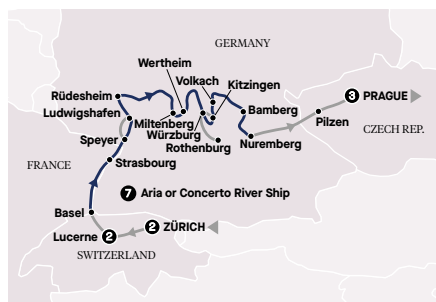 GERMANY
Wertheim
Volkach
Kitzingen
Rüdesheim
Ludwigshafen
Miltenberg
Würzburg
Rothenburg
Bamberg
Nuremberg
3 PRAGUE
Pilzen
CZECH REP.
Speyer
FRANCE
Strasbourg
7 Aria or Concerto River Ship
Basel
2 ZÜRICH
Lucerne 2
SWITZERLAND